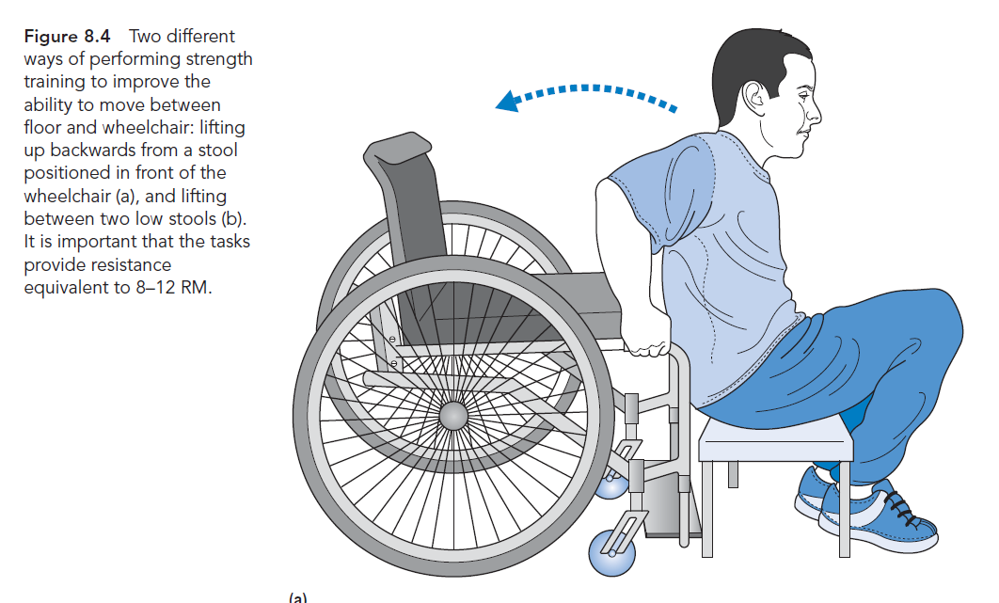 Figure 8.4 Two different
ways of performing strength
training to improve the
ability to move between
floor and wheelchair: lifting
up backwards from a stool
positioned in front of the
wheelchair (a), and lifting
between two low stools (b).
It is important that the tasks
provide resistance
equivalent to 8–12 RM.
(a)